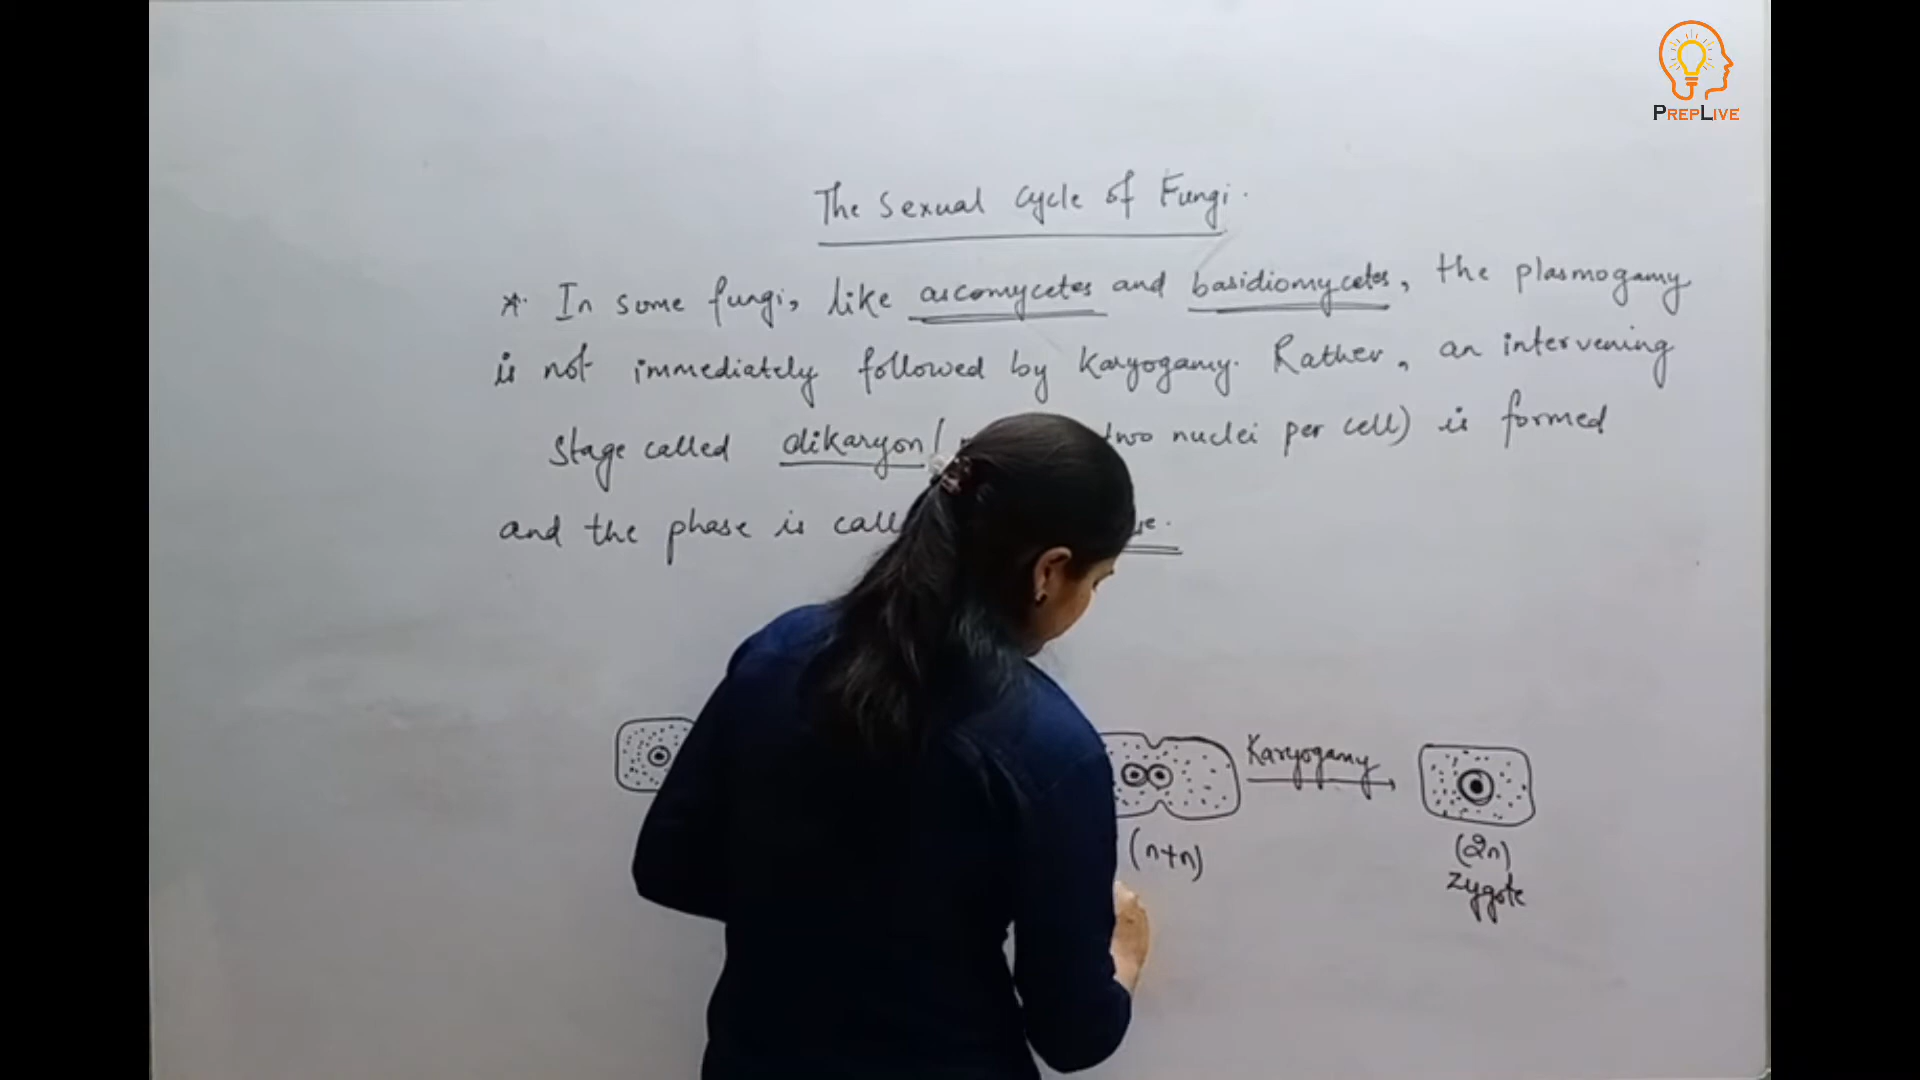 PREPLIVE
The Sexual Cycle of Fungi.
* In some fungi, like ascomycetes and basidiomycetes, the plasmogamy
is not immediately followed by Karyogamy. Rather, an intervening
Stage called dikaryon ( two nuclei per cell) is formed
and the phase is
Karyogamy
(n+n)
(2n)
Zygote